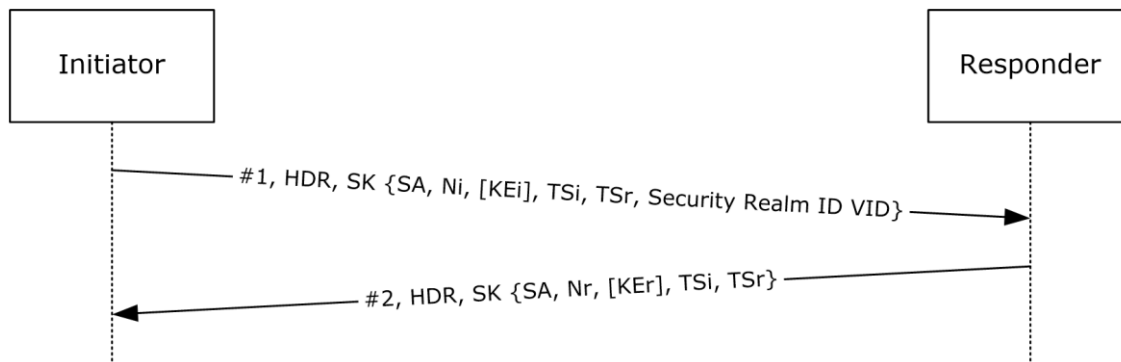 Initiator
Responder
#1, HDR, SK {SA, Ni, [KEi], TSi, TSr, Security Realm ID VID}
#2, HDR, SK {SA, Nr, [KEr], TSi, TSr}